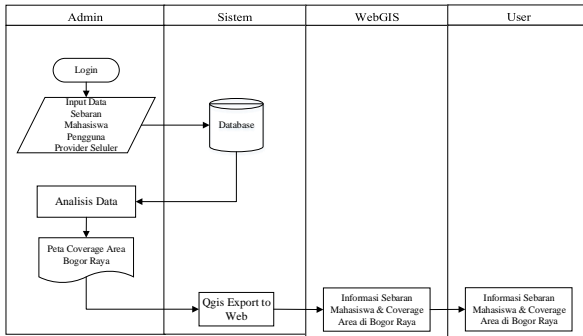 Admin
Sistem
WebGIS
User
Login
Input Data
Sebaran
Mahasiswa
Pengguna
Provider Seluler
Database
Analisis Data
Peta Coverage Area
Bogor Raya
Qgis Export to
Web
Informasi Sebaran
Mahasiswa & Coverage
Area di Bogor Raya
Informasi Sebaran
Mahasiswa & Coverage
Area di Bogor Raya